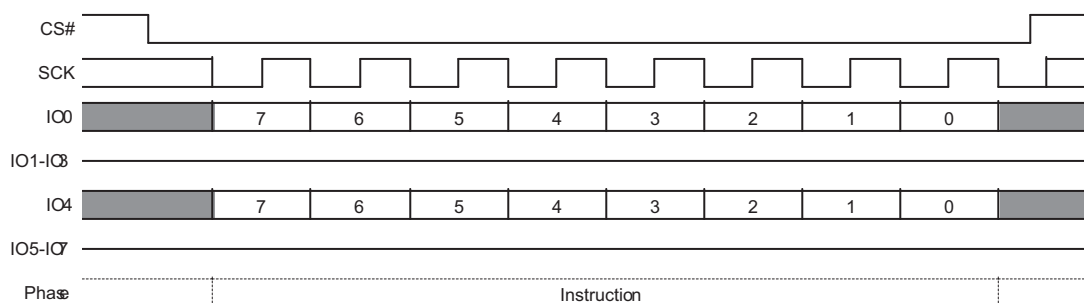 CS#
SCK
IO0 7 6 5 4 3 2 1 0
IO1-IO3
IO4 7 6 5 4 3 2 1 0
IO5-IO7
Phase Instruction